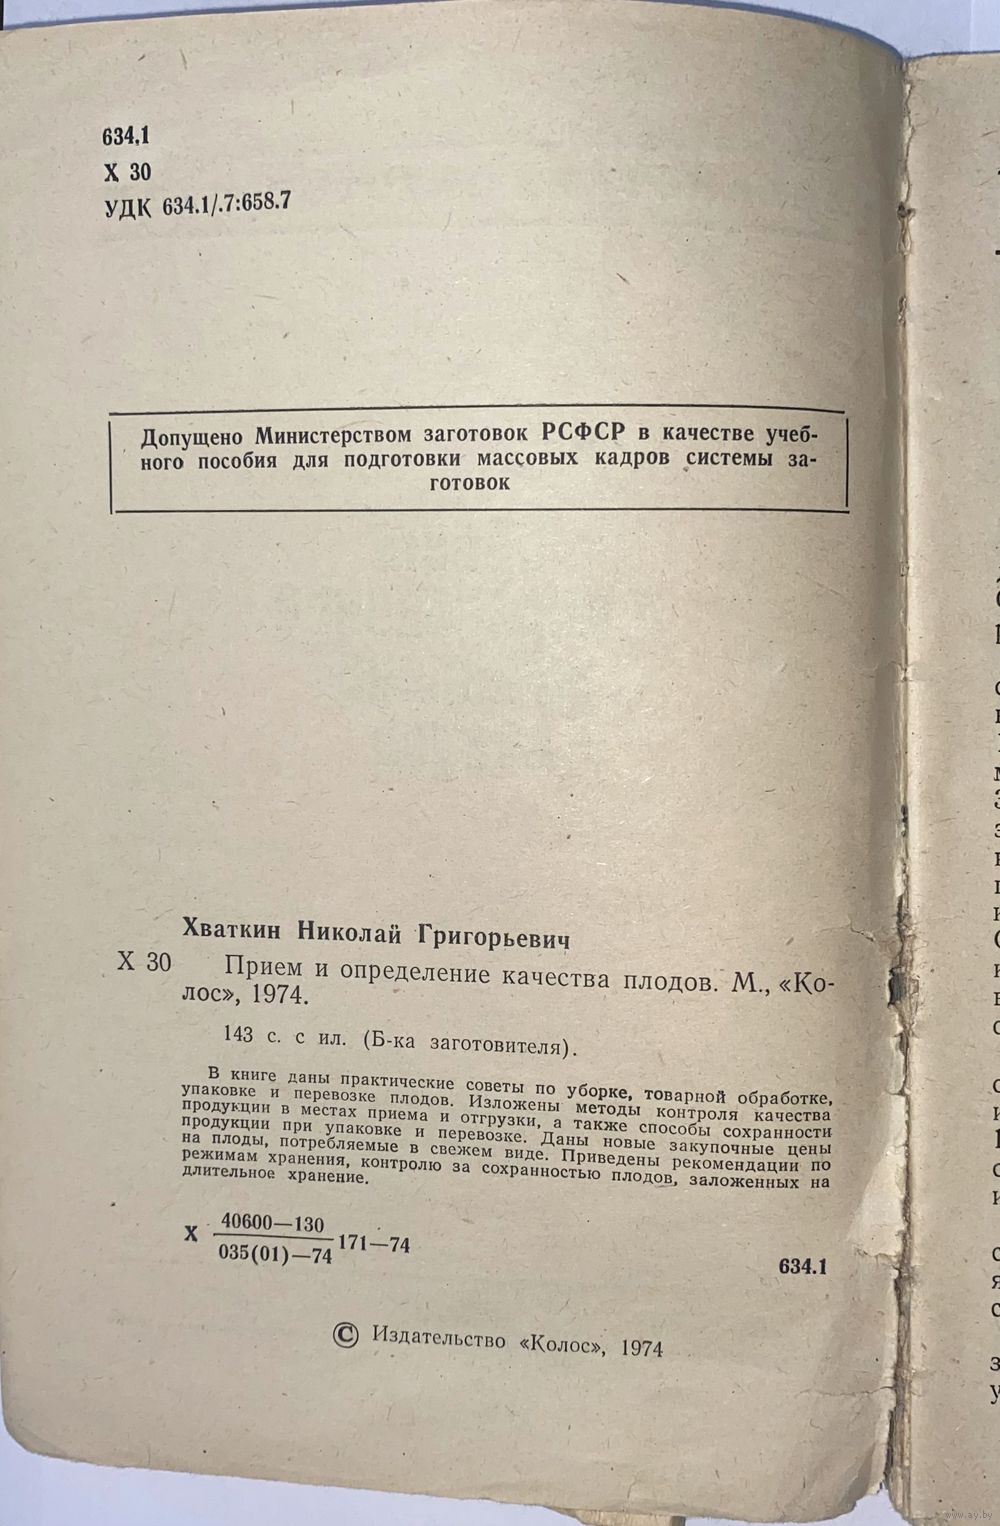 634.1
Х 30
УДК 634.1/.7:658.7
Допущено Министерством заготовок РСФСР в качестве учеб-
ного пособия для подготовки массовых кадров системы за-
готовок
Хваткин Николай Григорьевич
Х 30 Прием и определение качества плодов. М., «Ко-
лос», 1974.
143 с. с ил. (Б-ка заготовителя).
В книге даны практические советы по уборке, товарной обработке,
упаковке и перевозке плодов. Изложены методы контроля качества
продукции в местах приема и отгрузки, а также способы сохранности
продукции при упаковке и перевозке. Даны новые закупочные цены
на плоды, потребляемые в свежем виде. Приведены рекомендации по
режимам хранения, контролю за сохранностью плодов, заложенных на
длительное хранение.
Х 40600—130
035(01)—74 171—74
634.1
© Издательство «Колос», 1974
www.ay.by